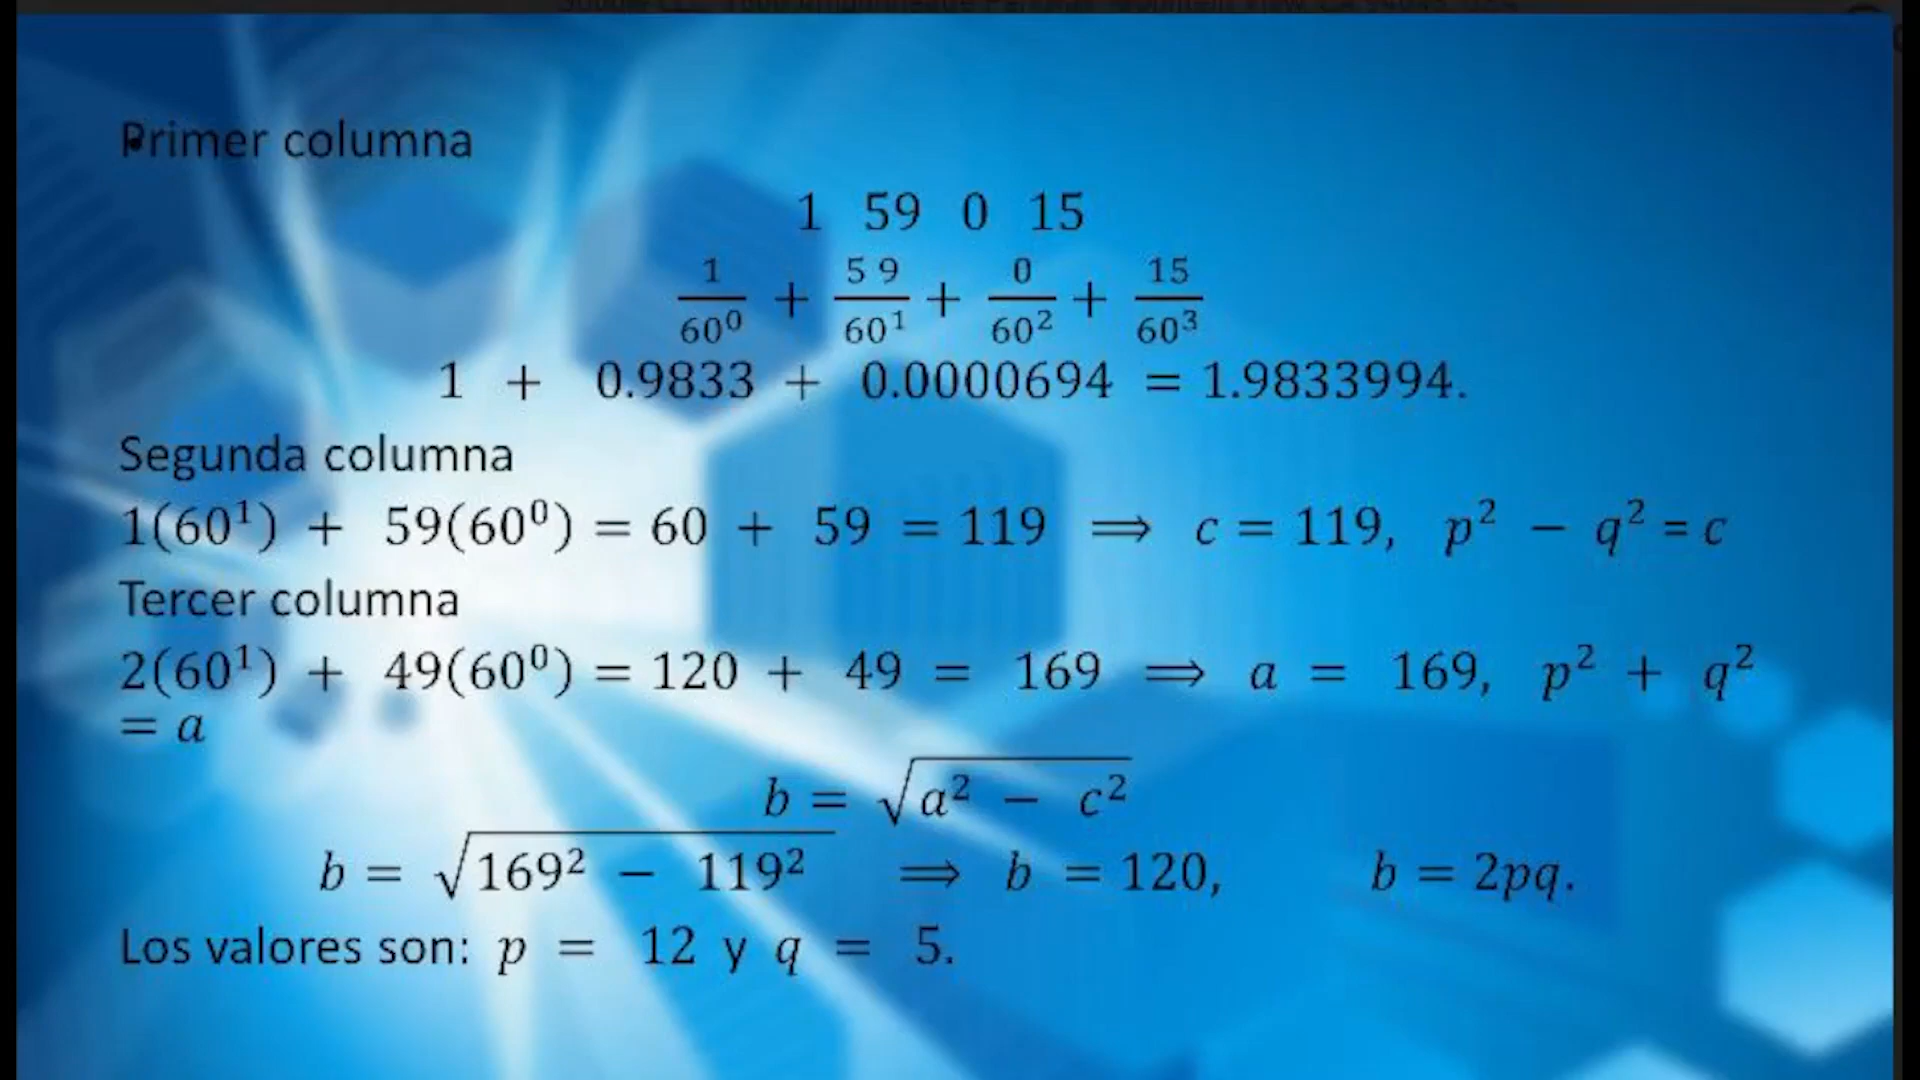 Primer columna
1 59 0 15
1/60⁰ + 5 9/60¹ + 0/60² + 15/60³
1 + 0.9833 + 0.0000694 = 1.9833994.
Segunda columna
1(60¹) + 59(60⁰) = 60 + 59 = 119 ⟹ c = 119, p² − q² = c
Tercer columna
2(60¹) + 49(60⁰) = 120 + 49 = 169 ⟹ a = 169, p² + q²
= a
b = √(a² − c²)
b = √(169² − 119²) ⟹ b = 120, b = 2pq.
Los valores son: p = 12 y q = 5.